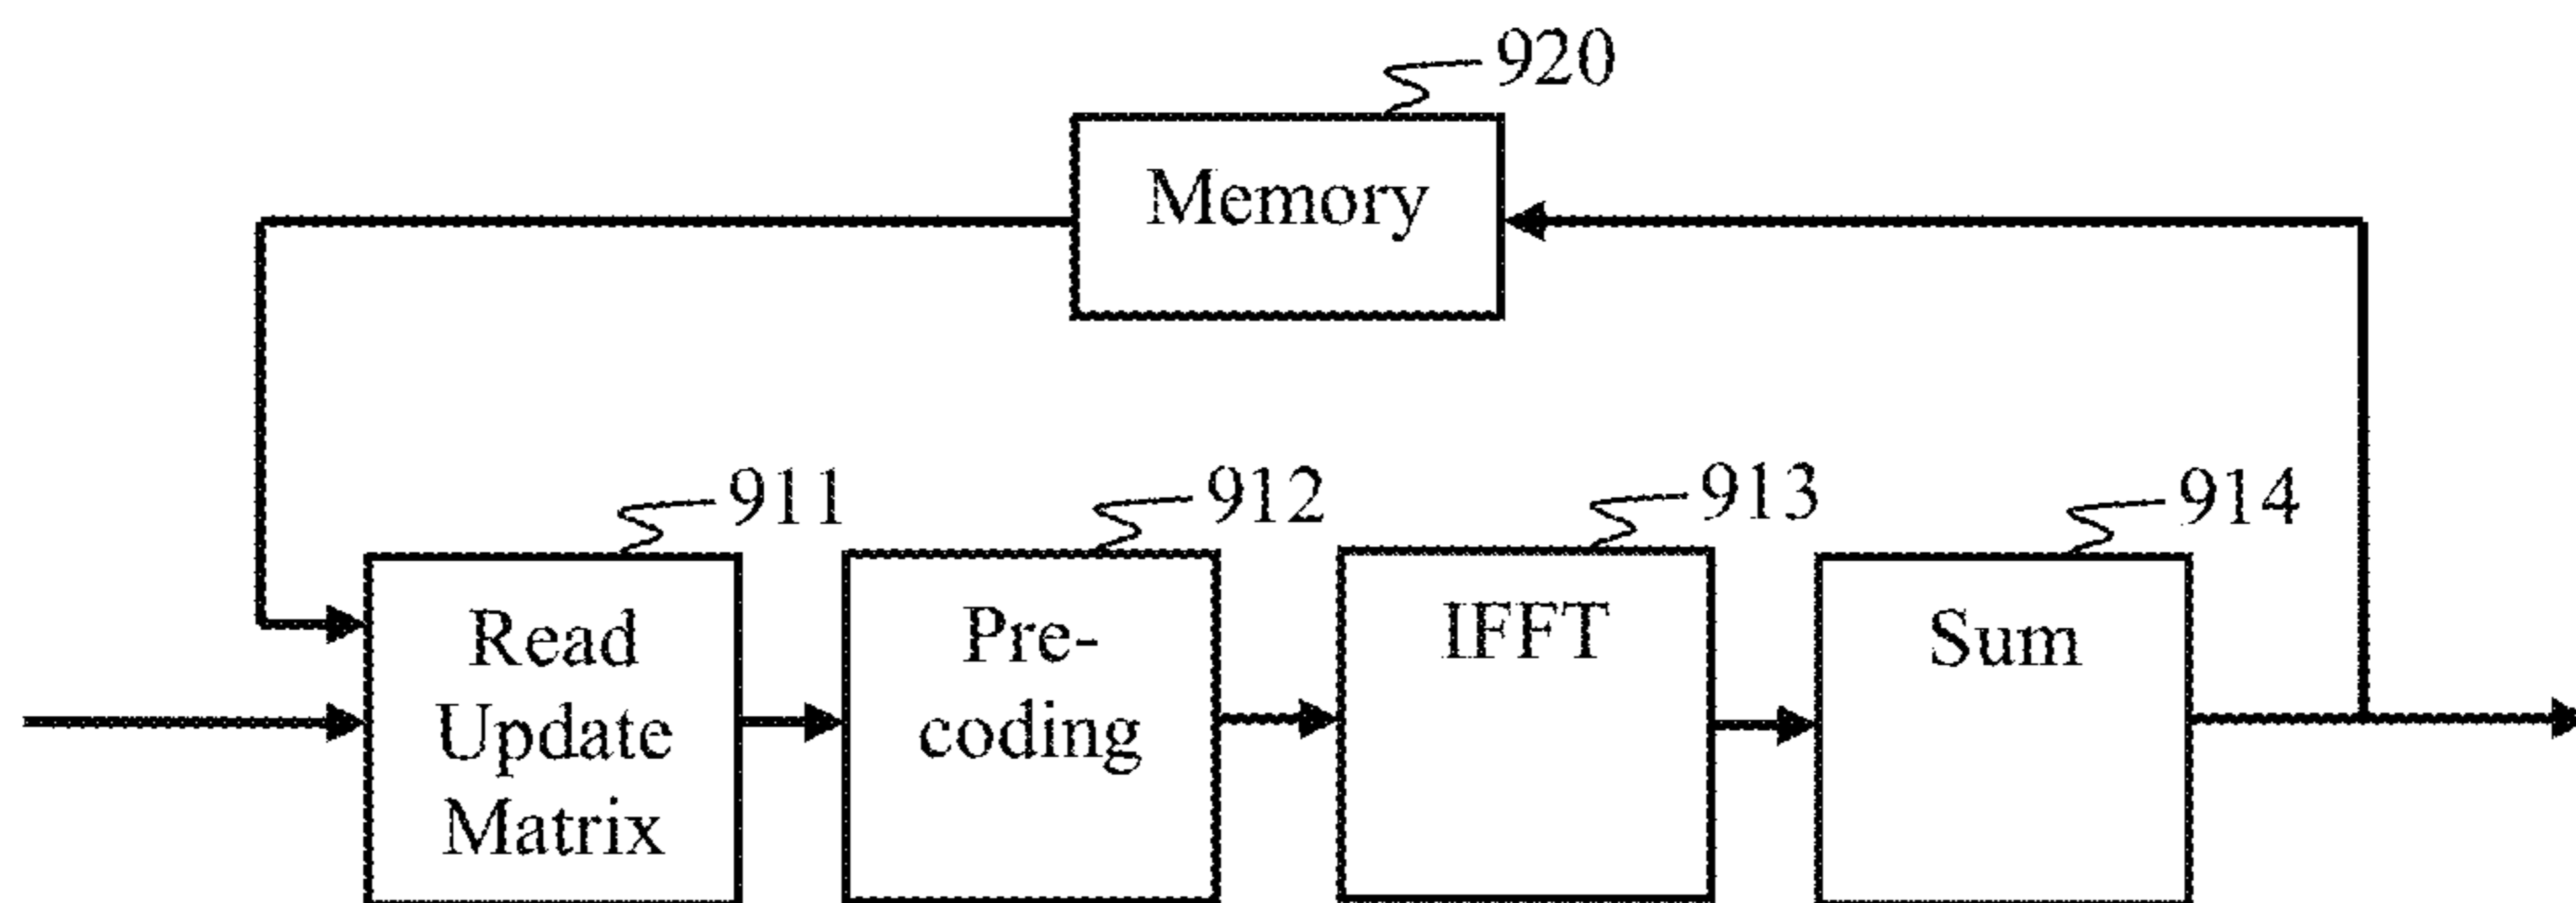 920
Memory
911
912
913
914
Read
Update
Matrix
Pre-
coding
IFFT
Sum